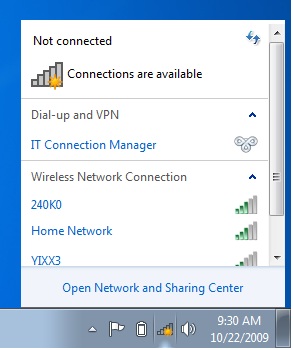 Not connected
Connections are available
Dial-up and VPN
IT Connection Manager
Wireless Network Connection
240K0
Home Network
YIXX3
Open Network and Sharing Center
9:30 AM
10/22/2009